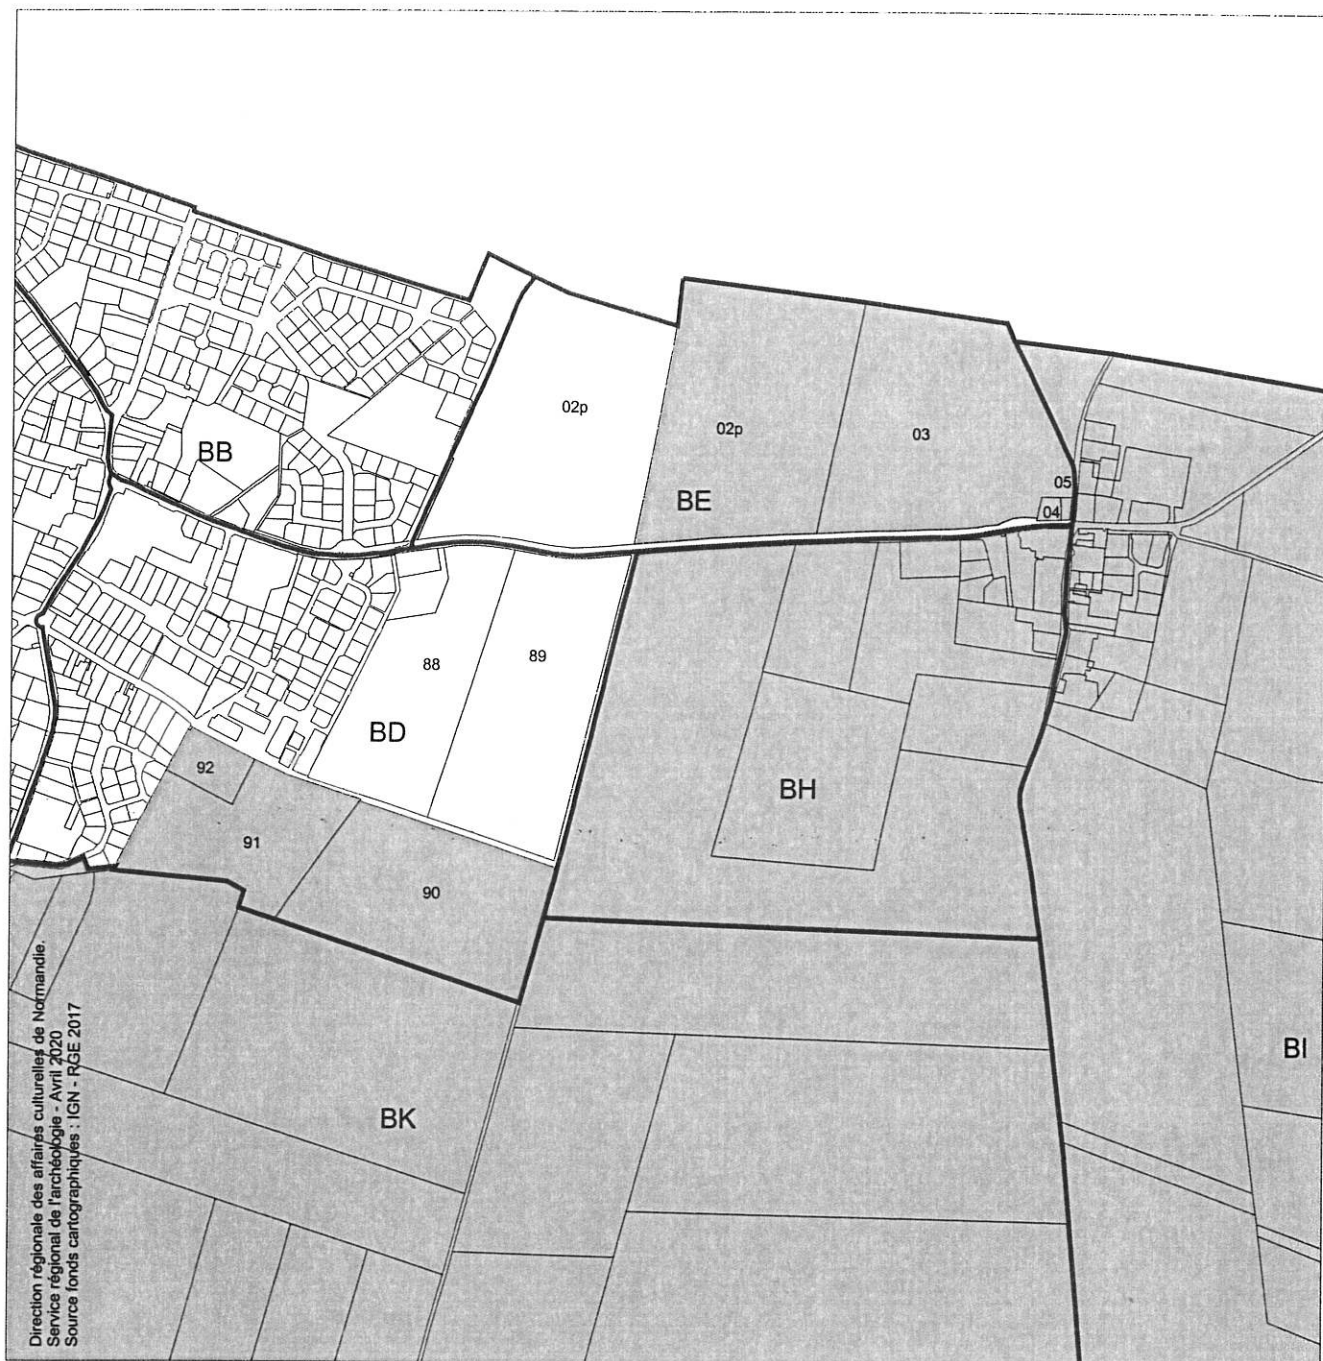 02p
02p
03
BB
05
BE
04
88
89
BD
92
BH
91
90
BI
BK
Direction régionale des affaires culturelles de Normandie.
Service régional de l'archéologie - Avril 2020
Source fonds cartographiques : IGN - RGE 2017